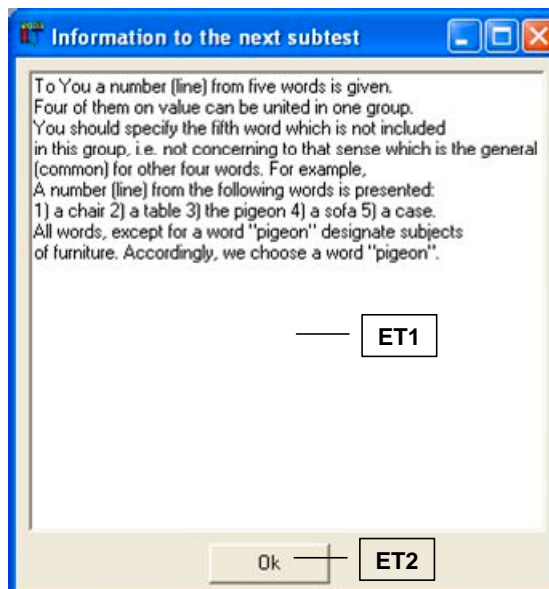 Information to the next subtest
To You a number (line) from five words is given.
Four of them on value can be united in one group.
You should specify the fifth word which is not included
in this group, i.e. not concerning to that sense which is the general
(common) for other four words. For example,
A number (line) from the following words is presented:
1) a chair 2) a table 3) the pigeon 4) a sofa 5) a case.
All words, except for a word "pigeon" designate subjects
of furniture. Accordingly, we choose a word "pigeon".
ET1
Ok
ET2